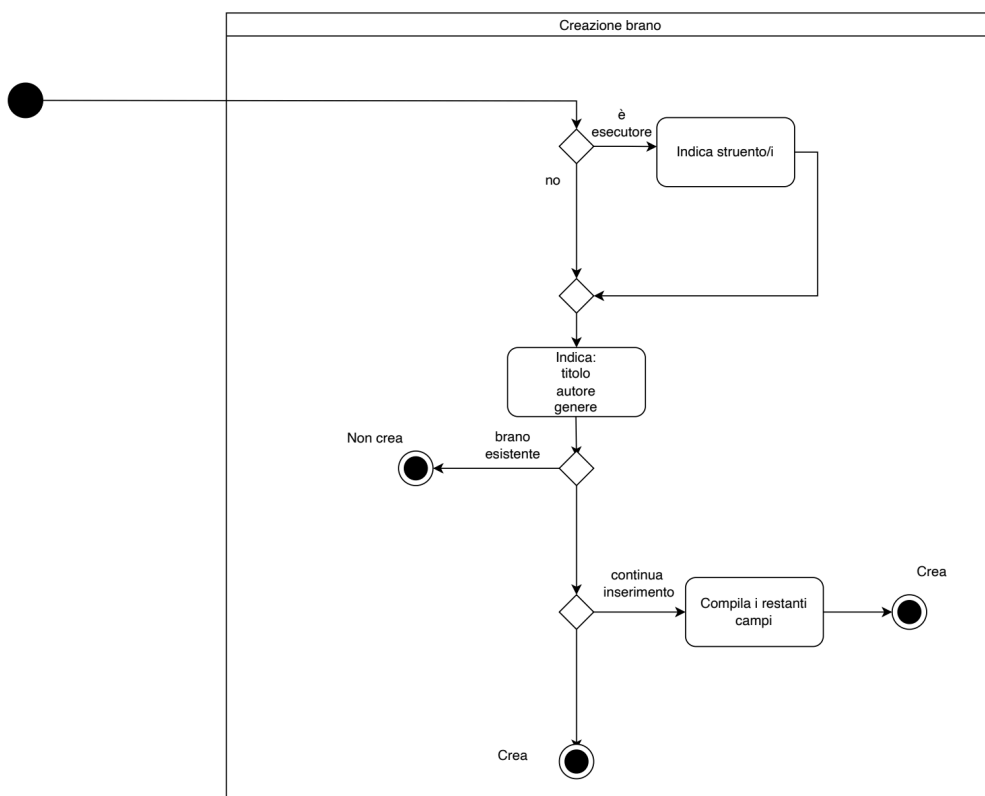 Creazione brano
è
esecutore
Indica struento/i
no
Indica:
titolo
autore
genere
Non crea
brano
esistente
continua
inserimento
Compila i restanti
campi
Crea
Crea